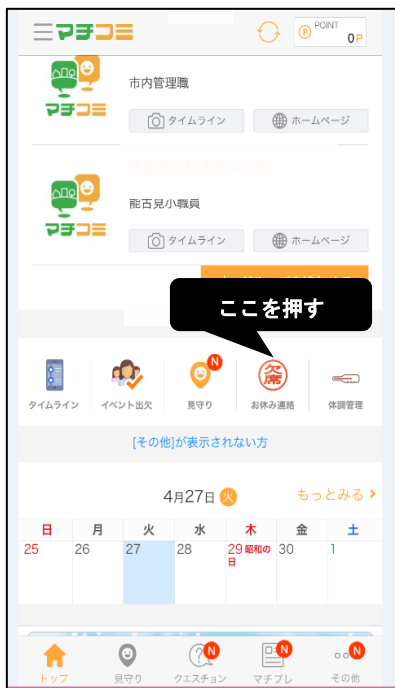 マチコミ
POINT
P
0P
市内管理職
マチコミ
タイムライン
ホームページ
能古見小職員
マチコミ
タイムライン
ホームページ
ここを押す
N
欠席
タイムライン
イベント出欠
見守り
お休み連絡
体調管理
[その他]が表示されない方
4月27日 火
もっとみる
日 月 火 水 木 金 土
25 26 27 28 29 昭和の日 30 1
N N N
トップ
見守り
クエスチョン
マチプレ
その他